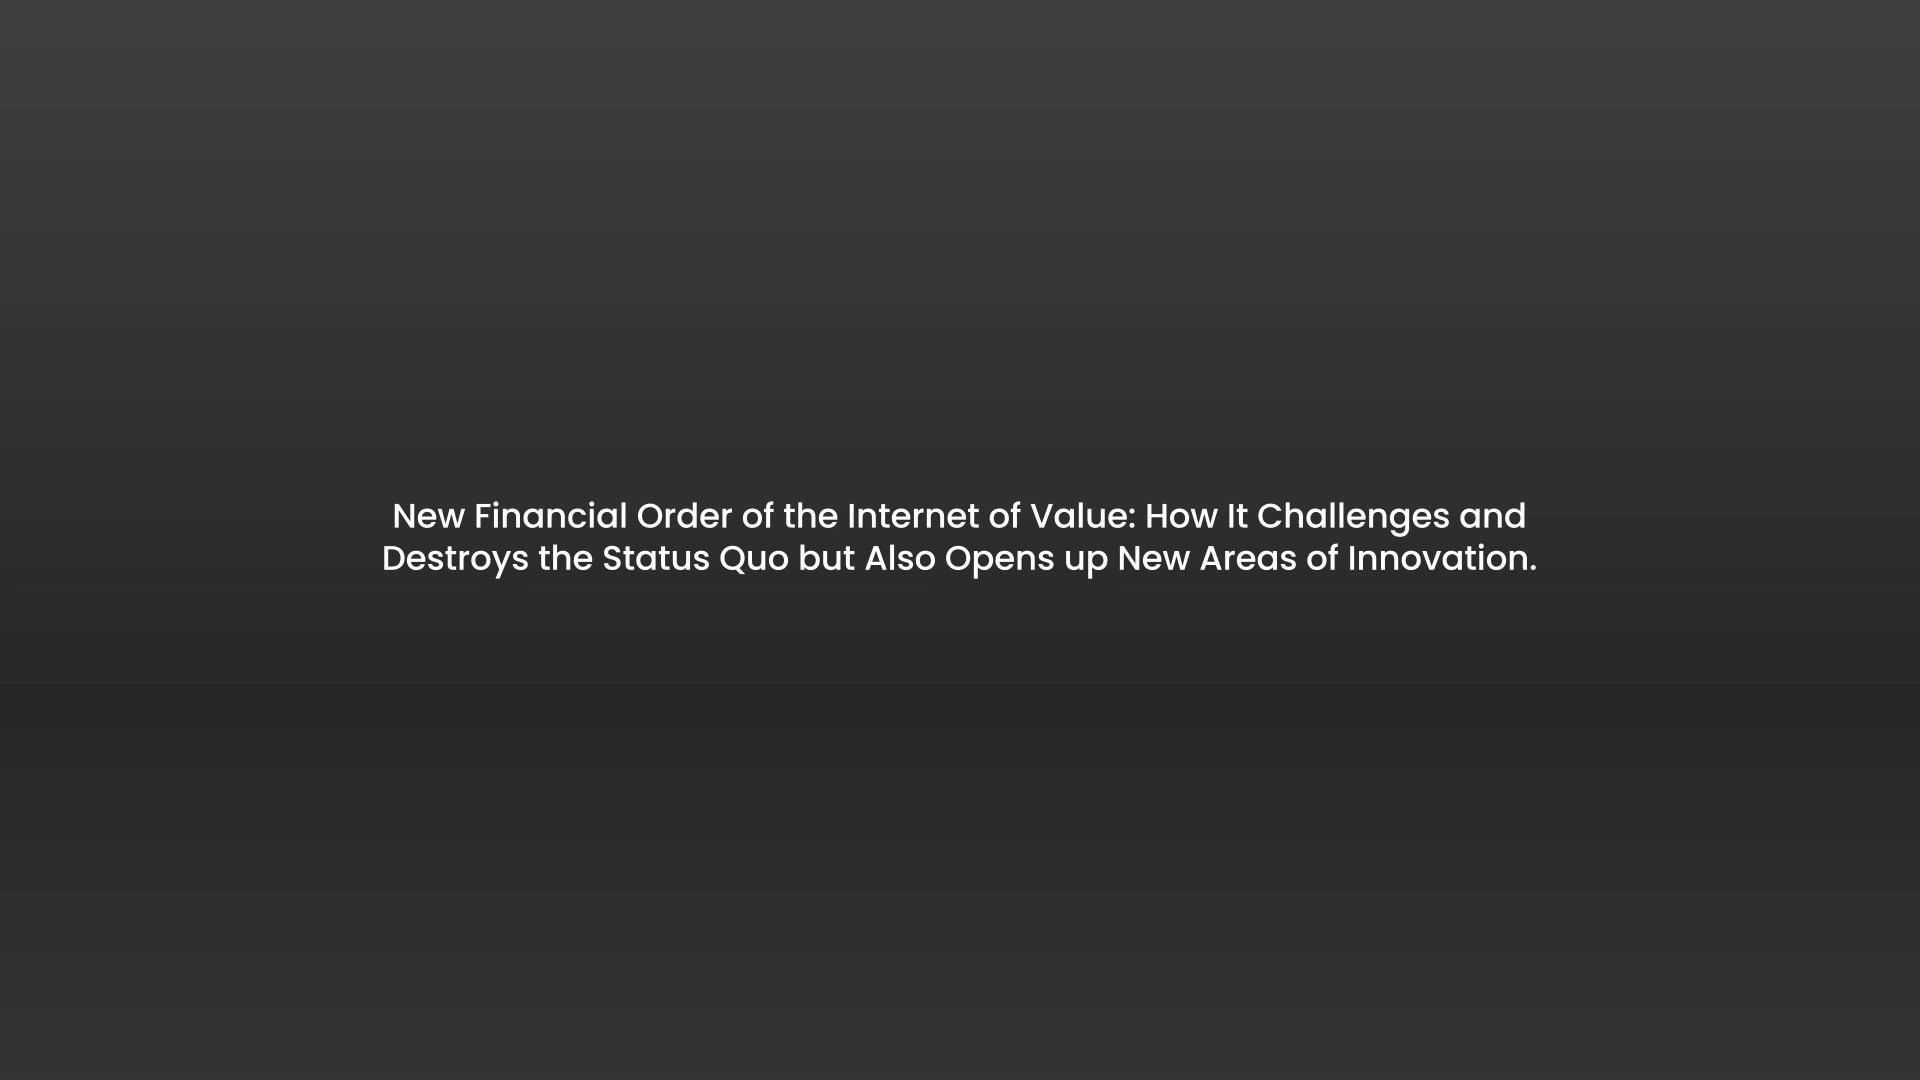 New Financial Order of the Internet of Value: How It Challenges and
Destroys the Status Quo but Also Opens up New Areas of Innovation.